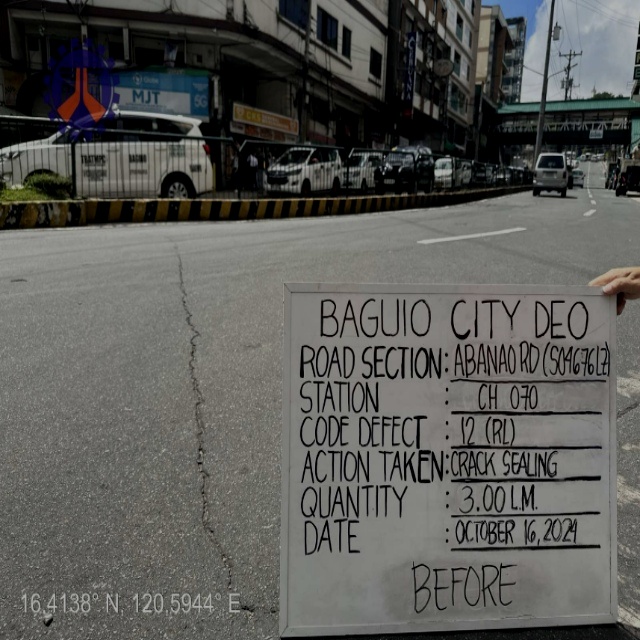 MJT
BAGUIO CITY DEO
ROAD SECTION: ABANAO RD (S04676LZ)
STATION : CH 070
CODE DEFECT : 12 (RL)
ACTION TAKEN: CRACK SEALING
QUANTITY : 3.00 L.M.
DATE : OCTOBER 16, 2024
BEFORE
16.4138° N, 120.5944° E